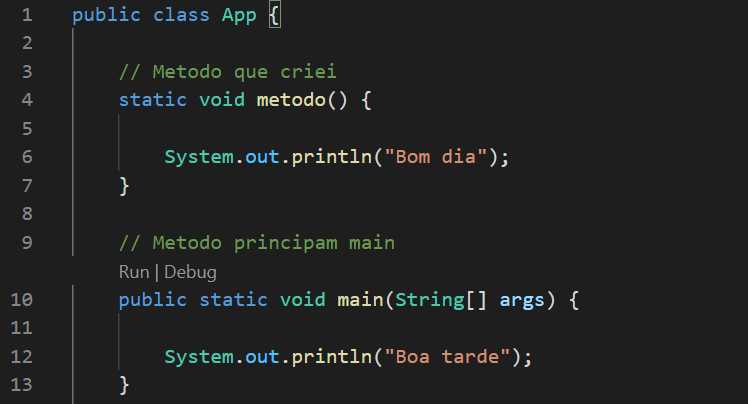 1 public class App {
2
3 // Metodo que criei
4 static void metodo() {
5
6 System.out.println("Bom dia");
7 }
8
9 // Metodo principam main
Run | Debug
10 public static void main(String[] args) {
11
12 System.out.println("Boa tarde");
13 }